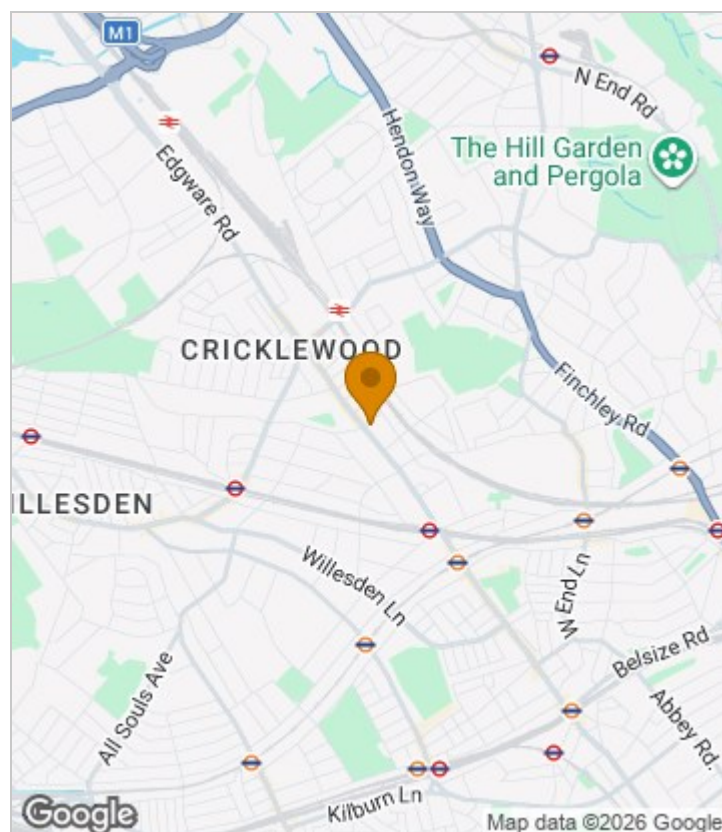 M1
N End Rd
Hendon Way
The Hill Garden
and Pergola
Edgware Rd
CRICKLEWOOD
Finchley Rd
ILLESDEN
Willesden Ln
W End Ln
Belsize Rd
All Souls Ave
Abbey Rd.
Kilburn Ln
Google
Map data ©2026 Google